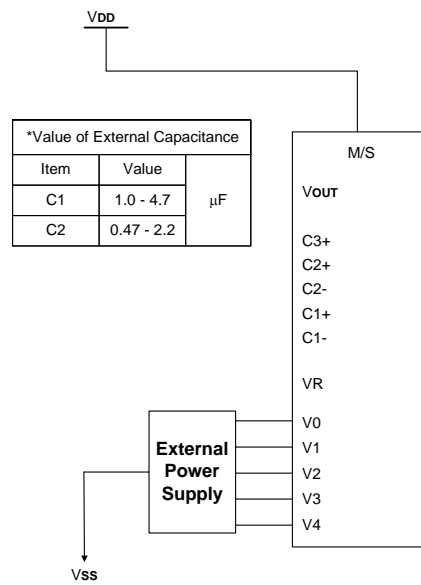 VDD
*Value of External Capacitance
Item Value
C1 1.0 - 4.7 μF
C2 0.47 - 2.2
M/S
VOUT
C3+
C2+
C2-
C1+
C1-
VR
V0
V1
V2
V3
V4
External
Power
Supply
VSS